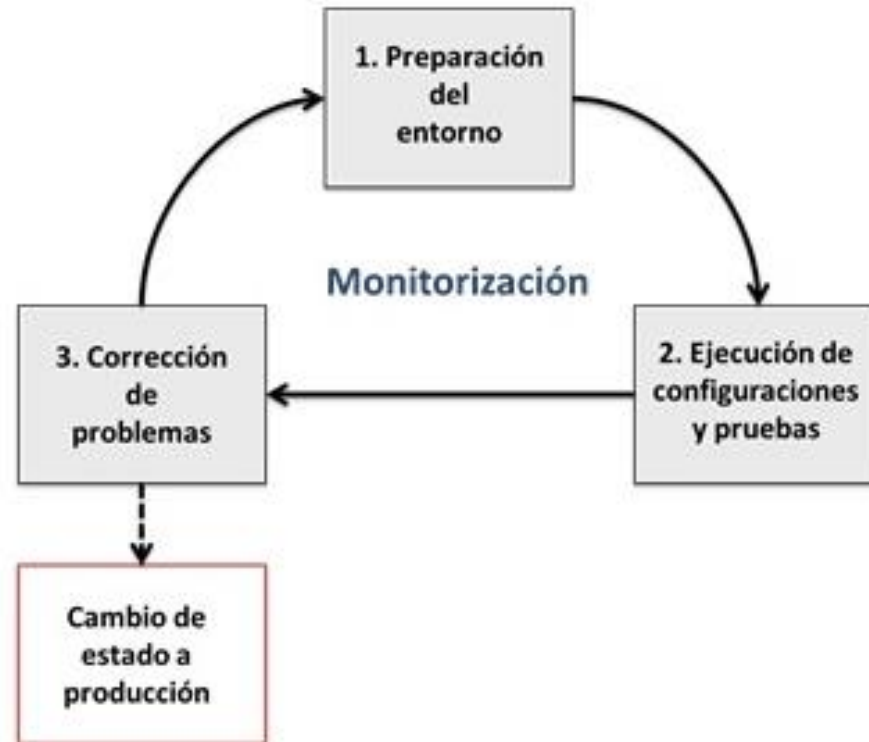 1. Preparación
del
entorno
Monitorización
3. Corrección
de
problemas
2. Ejecución de
configuraciones
y pruebas
Cambio de
estado a
producción